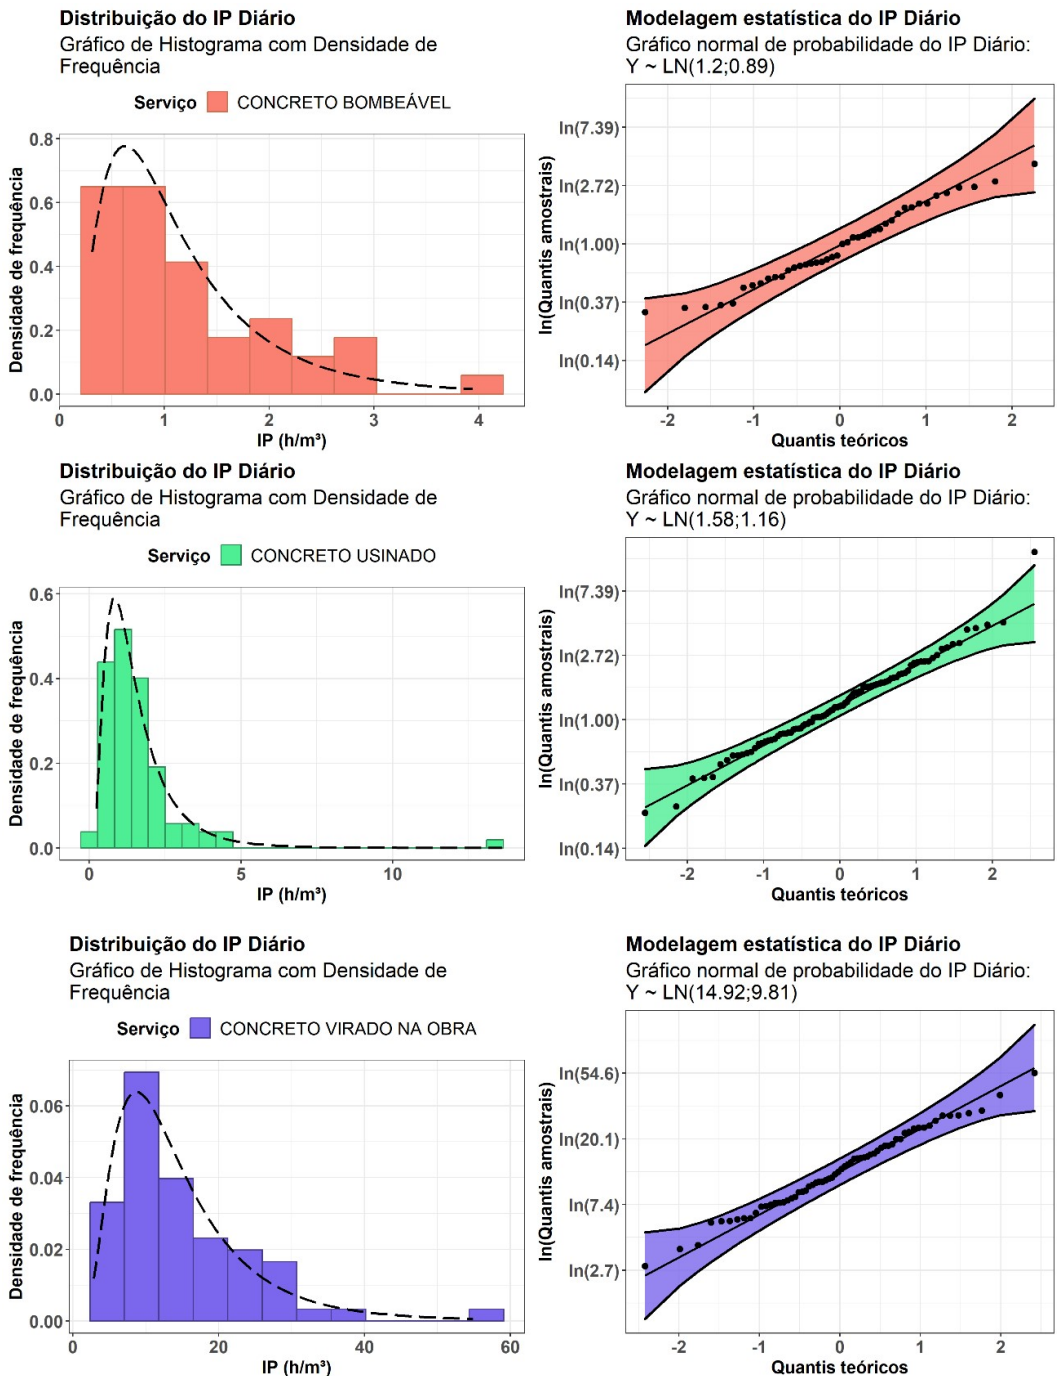 Distribuição do IP Diário
Gráfico de Histograma com Densidade de
Frequência
Serviço CONCRETO BOMBEÁVEL
Densidade de frequência
0.8
0.6
0.4
0.2
0.0
0 1 2 3 4
IP (h/m³)
Modelagem estatística do IP Diário
Gráfico normal de probabilidade do IP Diário:
Y ~ LN(1.2;0.89)
ln(Quantis amostrais)
ln(7.39)
ln(2.72)
ln(1.00)
ln(0.37)
ln(0.14)
-2 -1 0 1 2
Quantis teóricos
Distribuição do IP Diário
Gráfico de Histograma com Densidade de
Frequência
Serviço CONCRETO USINADO
Densidade de frequência
0.6
0.4
0.2
0.0
0 5 10
IP (h/m³)
Modelagem estatística do IP Diário
Gráfico normal de probabilidade do IP Diário:
Y ~ LN(1.58;1.16)
ln(Quantis amostrais)
ln(7.39)
ln(2.72)
ln(1.00)
ln(0.37)
ln(0.14)
-2 -1 0 1 2
Quantis teóricos
Distribuição do IP Diário
Gráfico de Histograma com Densidade de
Frequência
Serviço CONCRETO VIRADO NA OBRA
Densidade de frequência
0.06
0.04
0.02
0.00
0 20 40 60
IP (h/m³)
Modelagem estatística do IP Diário
Gráfico normal de probabilidade do IP Diário:
Y ~ LN(14.92;9.81)
ln(Quantis amostrais)
ln(54.6)
ln(20.1)
ln(7.4)
ln(2.7)
-2 -1 0 1 2
Quantis teóricos